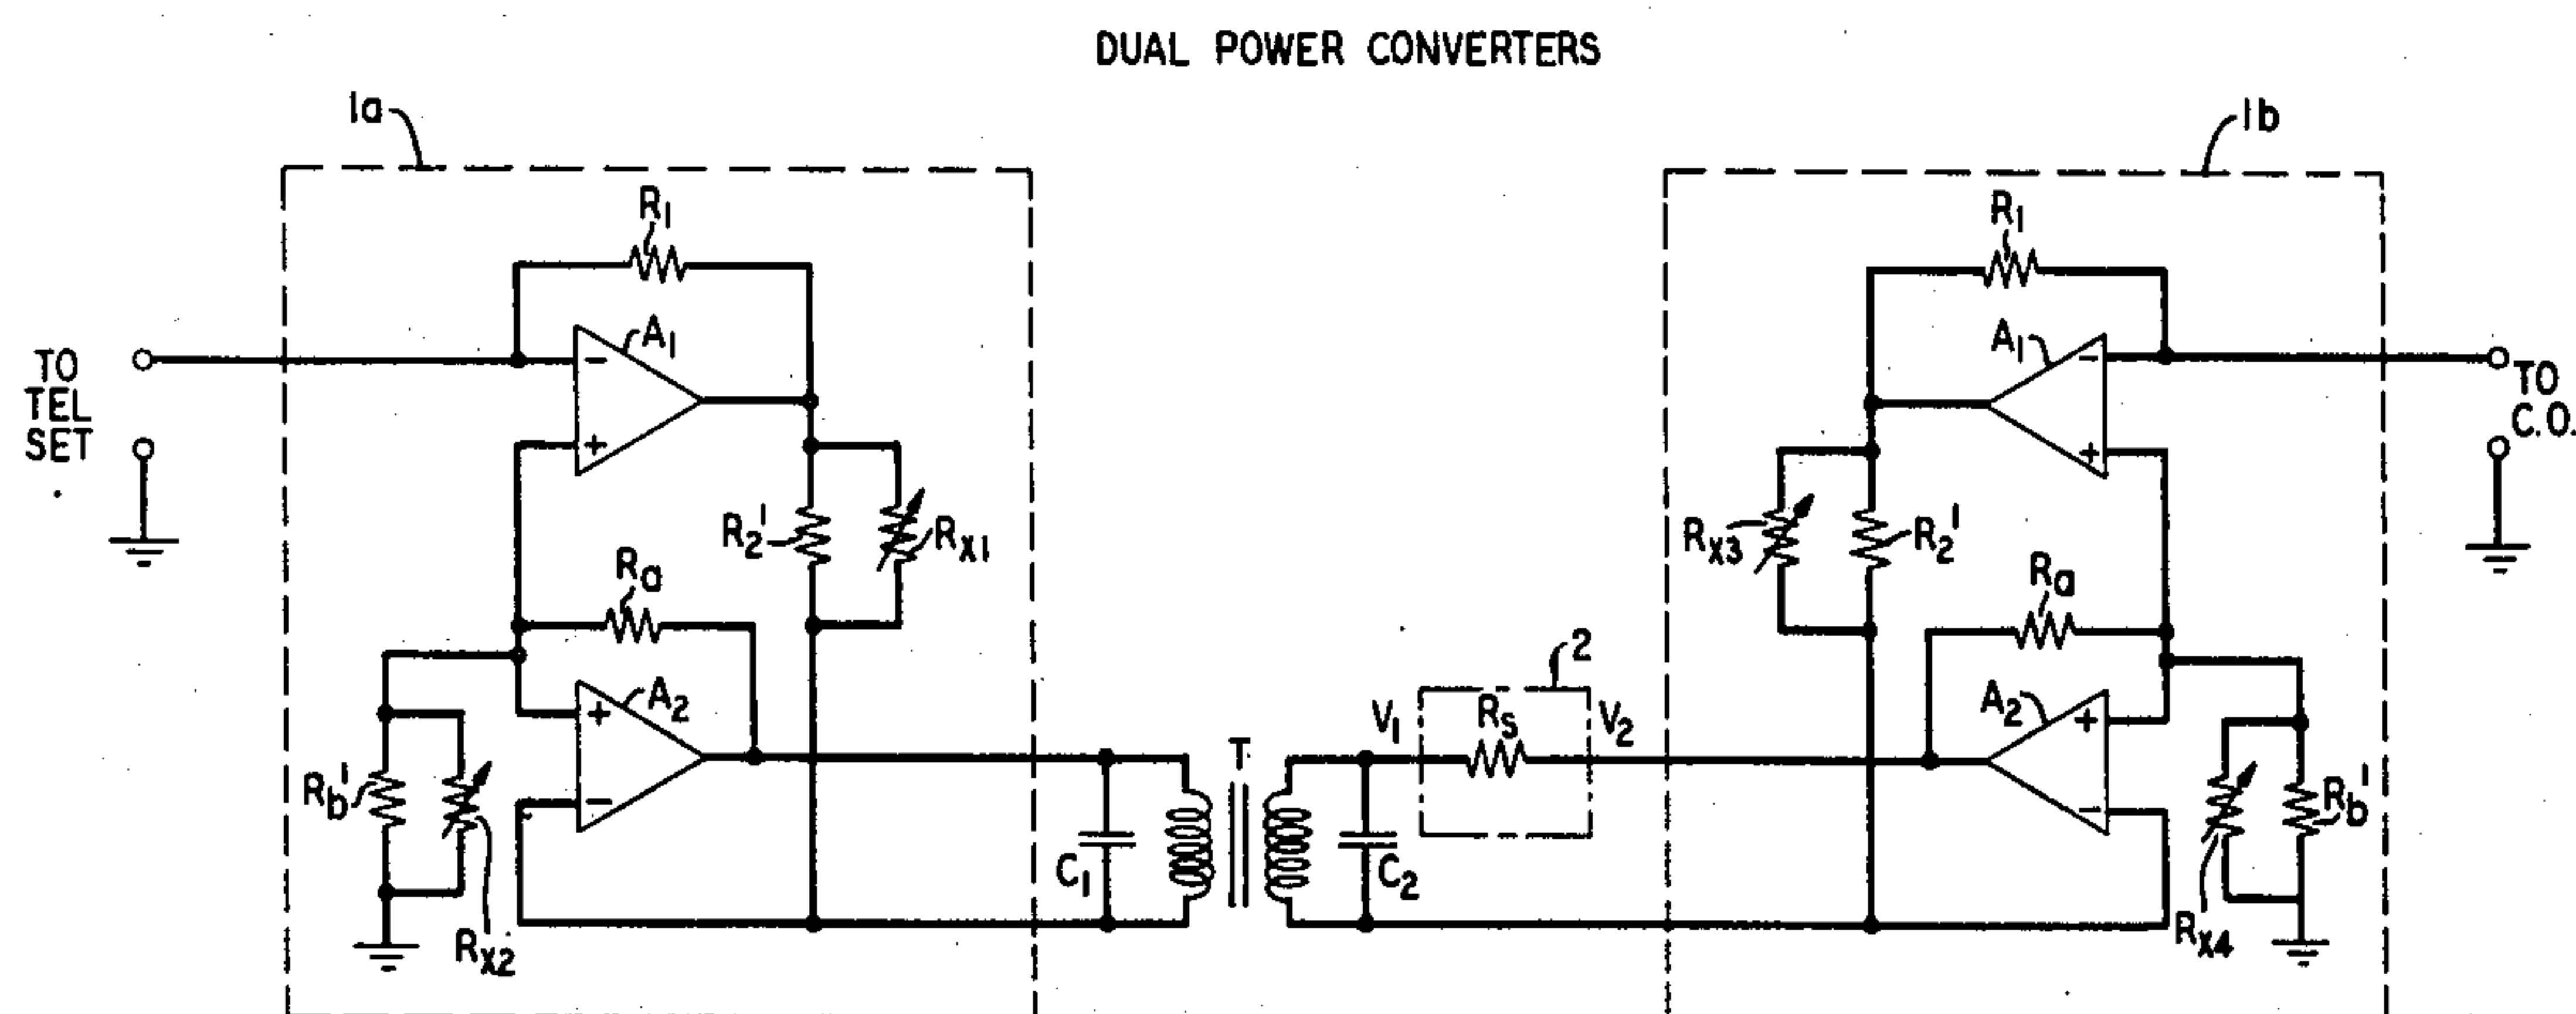 DUAL POWER CONVERTERS
1a
1b
R1
R1
A1
A1
TO
TEL
SET
TO
C.O.
R2'
Rx1
Rx3
R2'
Ra
Ra
2
A2
A2
V1
RS
V2
T
Rb'
Rb'
C1
C2
Rx2
Rx4